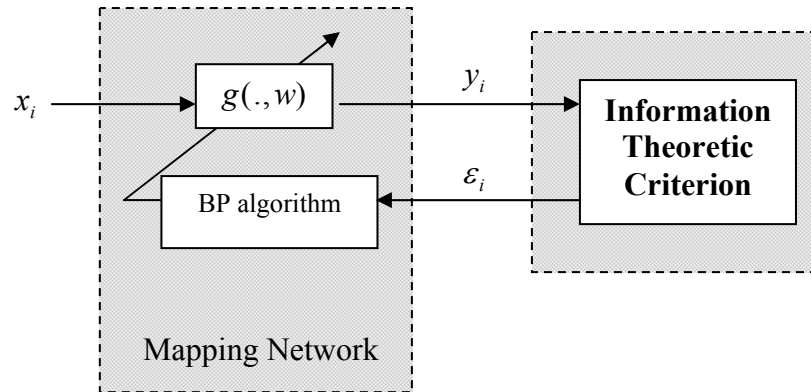 x_i
g(.,w)
y_i
Information
Theoretic
Criterion
ε_i
BP algorithm
Mapping Network